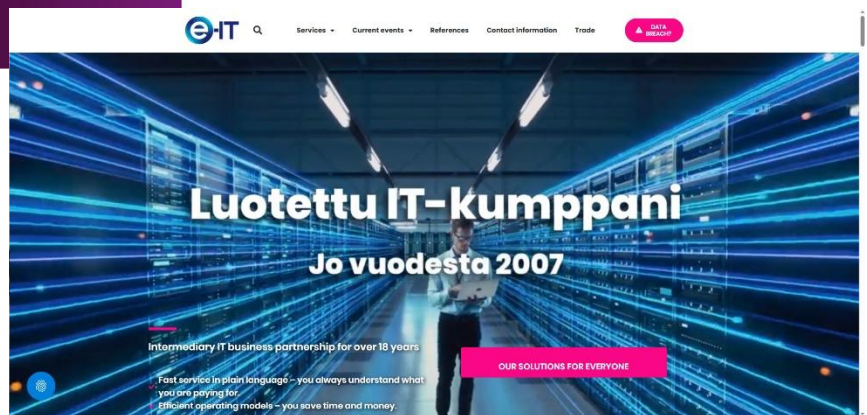 e-IT
Services
Current events
References
Contact information
Trade
DATA
BREACH?
Luotettu IT-kumppani
Jo vuodesta 2007
Intermediary IT business partnership for over 18 years
Fast service in plain language – you always understand what
you are paying for.
Efficient operating models – you save time and money.
OUR SOLUTIONS FOR EVERYONE